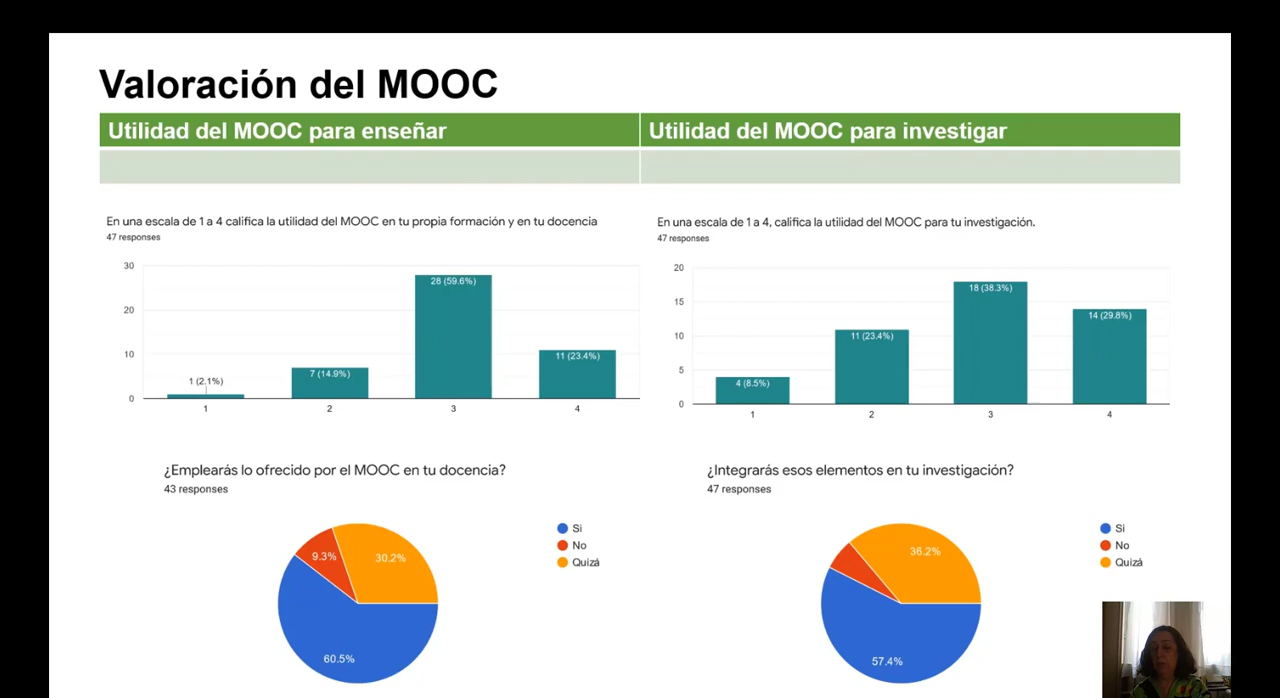 Valoración del MOOC
Utilidad del MOOC para enseñar
Utilidad del MOOC para investigar
En una escala de 1 a 4 califica la utilidad del MOOC en tu propia formación y en tu docencia
47 responses
30
20
10
0
1 (2.1%)
7 (14.9%)
28 (59.6%)
11 (23.4%)
1
2
3
4
En una escala de 1 a 4, califica la utilidad del MOOC para tu investigación.
47 responses
20
15
10
5
0
4 (8.5%)
11 (23.4%)
18 (38.3%)
14 (29.8%)
1
2
3
4
¿Emplearás lo ofrecido por el MOOC en tu docencia?
43 responses
Si
No
Quizá
9.3%
30.2%
60.5%
¿Integrarás esos elementos en tu investigación?
47 responses
Si
No
Quizá
36.2%
57.4%